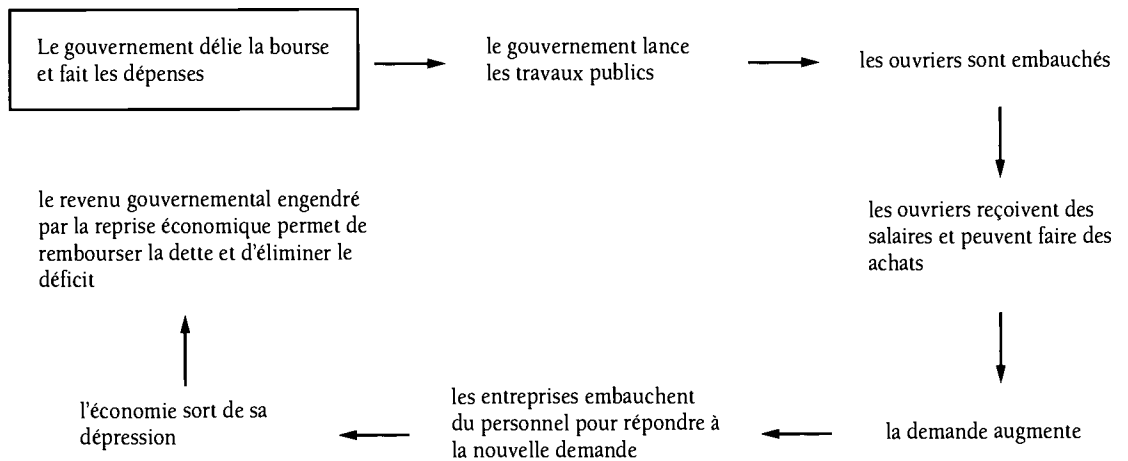 Le gouvernement délie la bourse
et fait les dépenses
le gouvernement lance
les travaux publics
les ouvriers sont embauchés
les ouvriers reçoivent des
salaires et peuvent faire des
achats
la demande augmente
les entreprises embauchent
du personnel pour répondre à
la nouvelle demande
l'économie sort de sa
dépression
le revenu gouvernemental engendré
par la reprise économique permet de
rembourser la dette et d'éliminer le
déficit